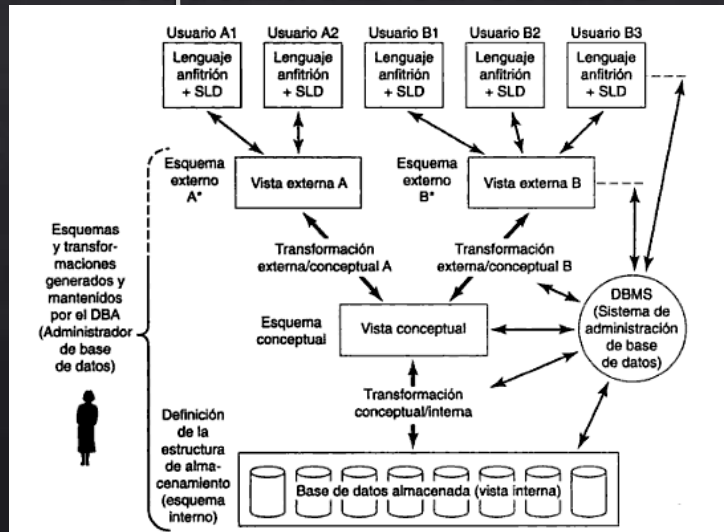 Usuario A1
Usuario A2
Usuario B1
Usuario B2
Usuario B3
Lenguaje
anfitrión
+ SLD
Lenguaje
anfitrión
+ SLD
Lenguaje
anfitrión
+ SLD
Lenguaje
anfitrión
+ SLD
Lenguaje
anfitrión
+ SLD
Esquema
externo
A*
Vista externa A
Esquema
externo
B*
Vista externa B
Esquemas
y transfor-
maciones
generados y
mantenidos
por el DBA
(Administrador
de base
de datos)
Transformación
externa/conceptual A
Transformación
externa/conceptual B
DBMS
(Sistema de
administración
de base
de datos)
Esquema
conceptual
Vista conceptual
Transformación
conceptual/interna
Definición
de la
estructura
de alma-
cenamiento
(esquema
interno)
Base de datos almacenada (vista interna)